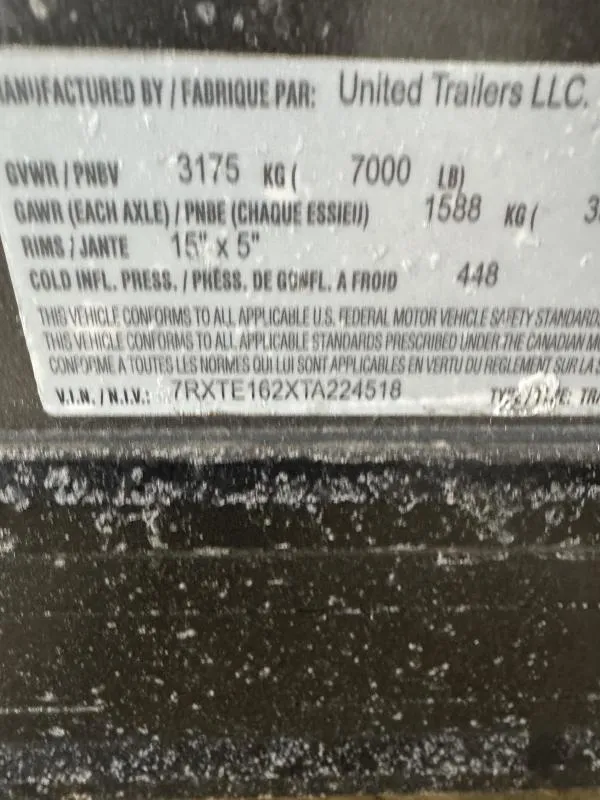 MANUFACTURED BY / FABRIQUE PAR: United Trailers LLC.
GVWR / PNBV 3175 KG ( 7000 LB)
GAWR (EACH AXLE) / PNBE (CHAQUE ESSIEU) 1588 KG (
RIMS / JANTE 15" x 5"
COLD INFL. PRESS. / PRESS. DE GONFL. A FROID 448
THIS VEHICLE CONFORMS TO ALL APPLICABLE U.S. FEDERAL MOTOR VEHICLE SAFETY STANDARDS
THIS VEHICLE CONFORMS TO ALL APPLICABLE STANDARDS PRESCRIBED UNDER THE CANADIAN
CONFORME A TOUTES LES NORMES QUI LUI SONT APPLICABLES EN VERTU DU REGLEMENT SUR LA
V.I.N. / N.I.V.: 7RXTE162XTA224518 TYPE / TYPE: